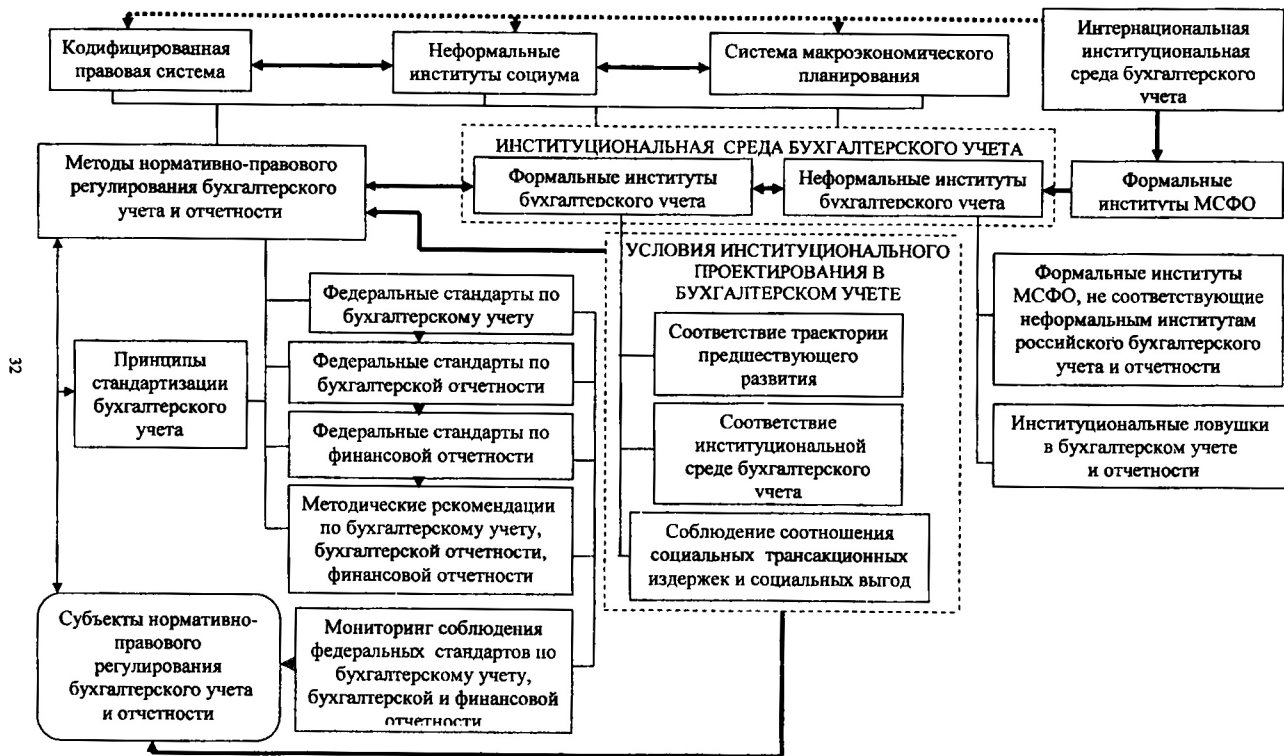 Кодифицированная
правовая система
Неформальные
институты социума
Система макроэкономического
планирования
Интернациональная
институциональная
среда бухгалтерского
учета
Методы нормативно-правового
регулирования бухгалтерского
учета и отчетности
ИНСТИТУЦИОНАЛЬНАЯ СРЕДА БУХГАЛТЕРСКОГО УЧЕТА
Формальные институты
бухгалтерского учета
Неформальные институты
бухгалтерского учета
Формальные
институты МСФО
УСЛОВИЯ ИНСТИТУЦИОНАЛЬНОГО
ПРОЕКТИРОВАНИЯ В
БУХГАЛТЕРСКОМ УЧЕТЕ
Соответствие траектории
предшествующего
развития
Соответствие
институциональной
среде бухгалтерского
учета
Соблюдение соотношения
социальных трансакционных
издержек и социальных выгод
Формальные институты
МСФО, не соответствующие
неформальным институтам
российского бухгалтерского
учета и отчетности
Институциональные ловушки
в бухгалтерском учете
и отчетности
Принципы
стандартизации
бухгалтерского
учета
Федеральные стандарты по
бухгалтерскому учету
Федеральные стандарты по
бухгалтерской отчетности
Федеральные стандарты по
финансовой отчетности
Методические рекомендации
по бухгалтерскому учету,
бухгалтерской отчетности,
финансовой отчетности
Субъекты нормативно-
правового
регулирования
бухгалтерского учета
и отчетности
Мониторинг соблюдения
федеральных стандартов по
бухгалтерскому учету,
бухгалтерской и финансовой
отчетности
32